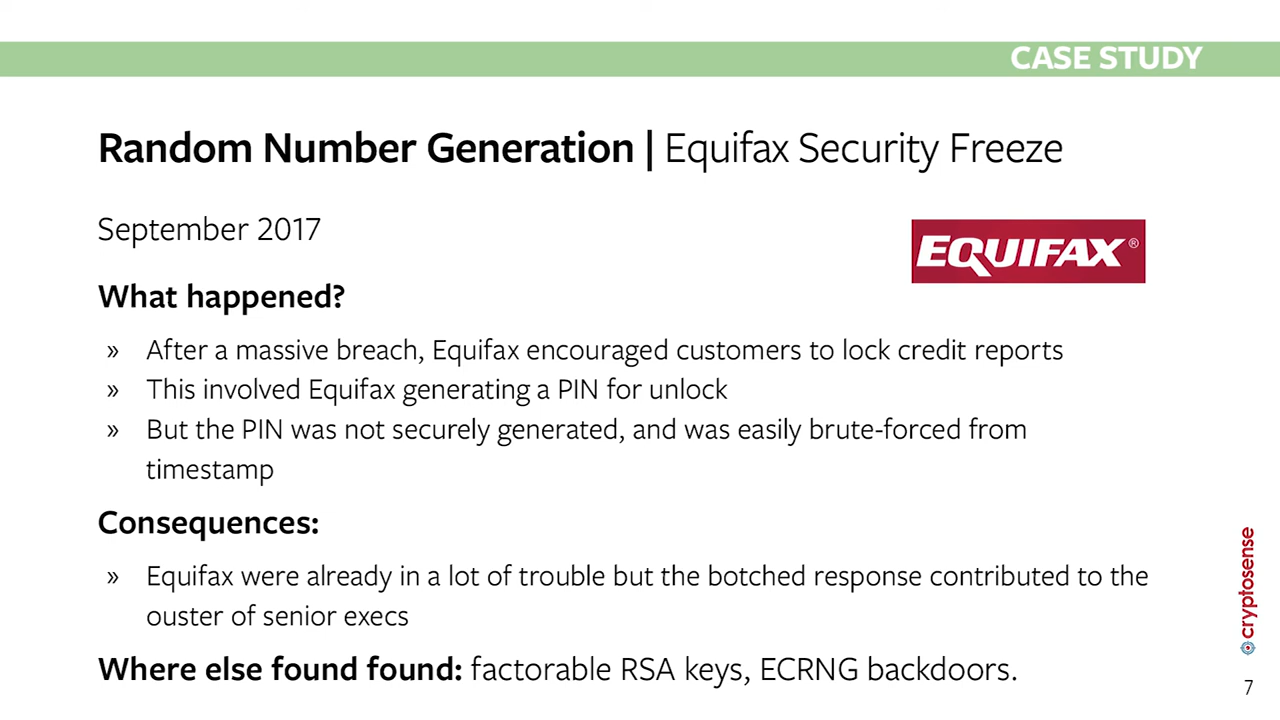 CASE STUDY
Random Number Generation | Equifax Security Freeze
September 2017
EQUIFAX®
What happened?
» After a massive breach, Equifax encouraged customers to lock credit reports
» This involved Equifax generating a PIN for unlock
» But the PIN was not securely generated, and was easily brute-forced from
timestamp
Consequences:
» Equifax were already in a lot of trouble but the botched response contributed to the
ouster of senior execs
Where else found found: factorable RSA keys, ECRNG backdoors.
cryptosense
7